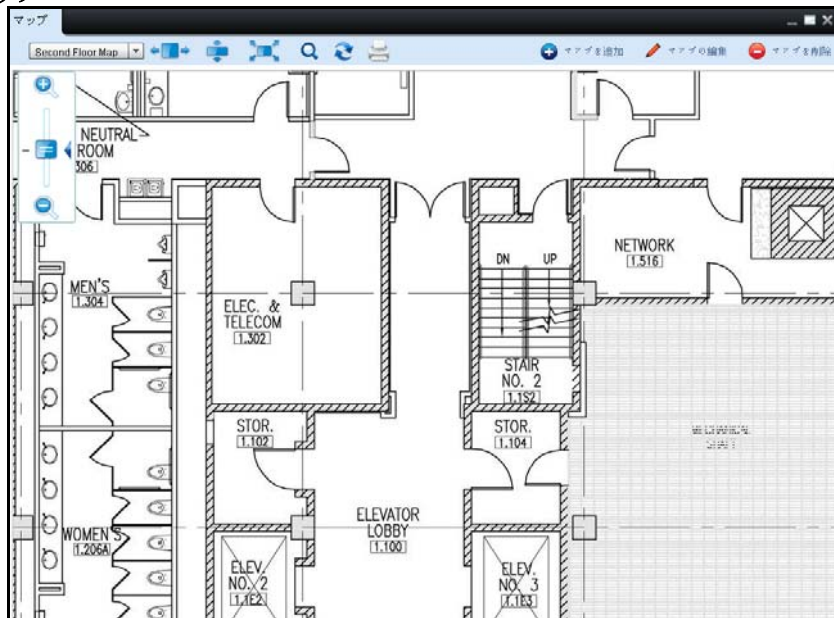 マップ
Second Floor Map
マップを追加
マップの編集
マップを削除
NEUTRAL
ROOM
306
MEN'S
1.304
ELEC. &
TELECOM
1.302
DN UP
NETWORK
1.516
STAIR
NO. 2
1.1S2
STOR.
1.102
STOR.
1.104
MECHANICAL
SHAFT
ELEVATOR
LOBBY
1.100
WOMEN'S
1.206A
ELEV.
NO. 2
1.1E2
ELEV.
NO. 3
1.1E3